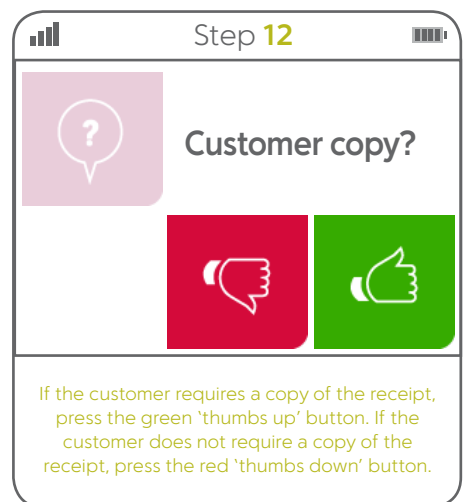 Step 12
?
Customer copy?
If the customer requires a copy of the receipt,
press the green ‘thumbs up’ button. If the
customer does not require a copy of the
receipt, press the red ‘thumbs down’ button.